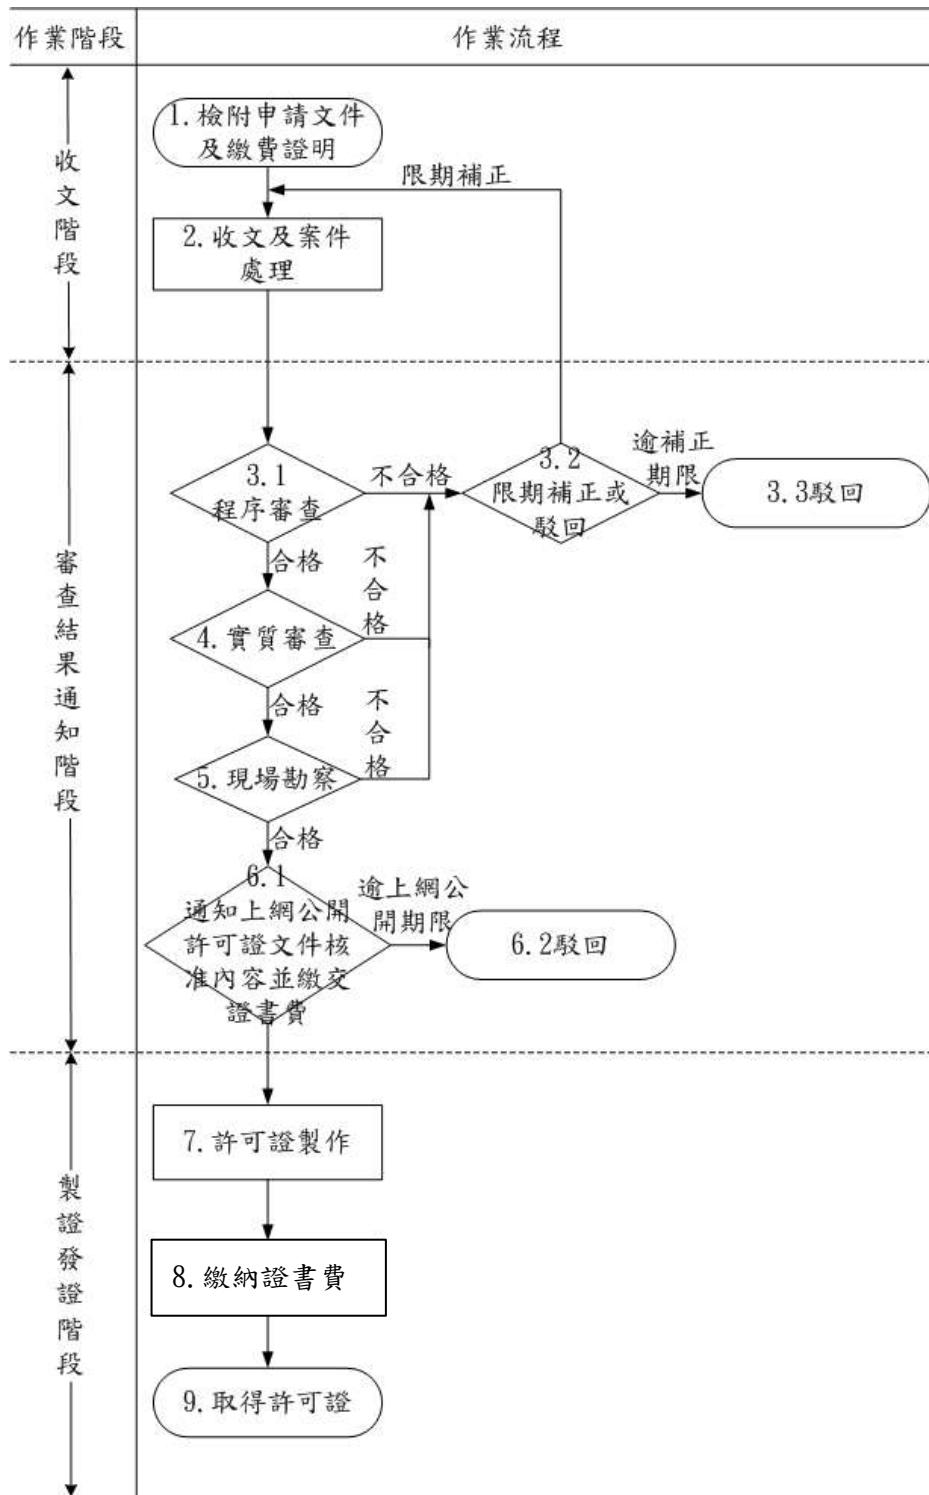 作業階段
作業流程
收文階段
1.檢附申請文件
及繳費證明
限期補正
2.收文及案件
處理
審查結果通知階段
3.1
程序審查
不合格
3.2
限期補正或
駁回
逾補正
期限
3.3駁回
合格
不合格
4.實質審查
合格
不合格
5.現場勘察
合格
6.1
通知上網公開
許可證文件核
准內容並繳交
證書費
逾上網公
開期限
6.2駁回
製證發證階段
7.許可證製作
8.繳納證書費
9.取得許可證